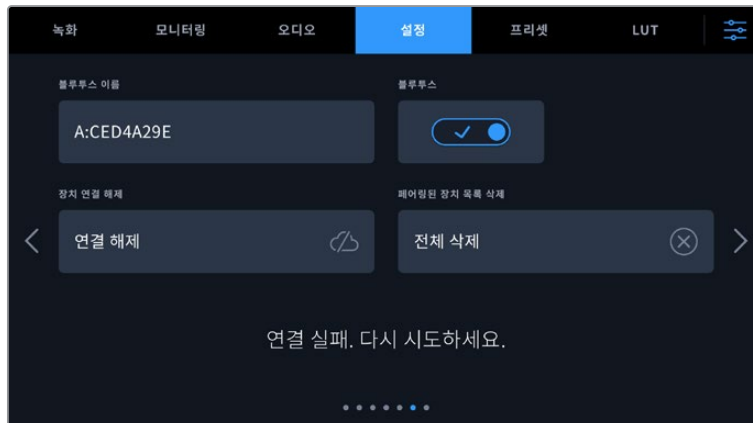 녹화 모니터링 오디오 설정 프리셋 LUT
블루투스 이름 블루투스
A:CED4A29E
장치 연결 해제 페어링된 장치 목록 삭제
연결 해제 전체 삭제
연결 실패. 다시 시도하세요.